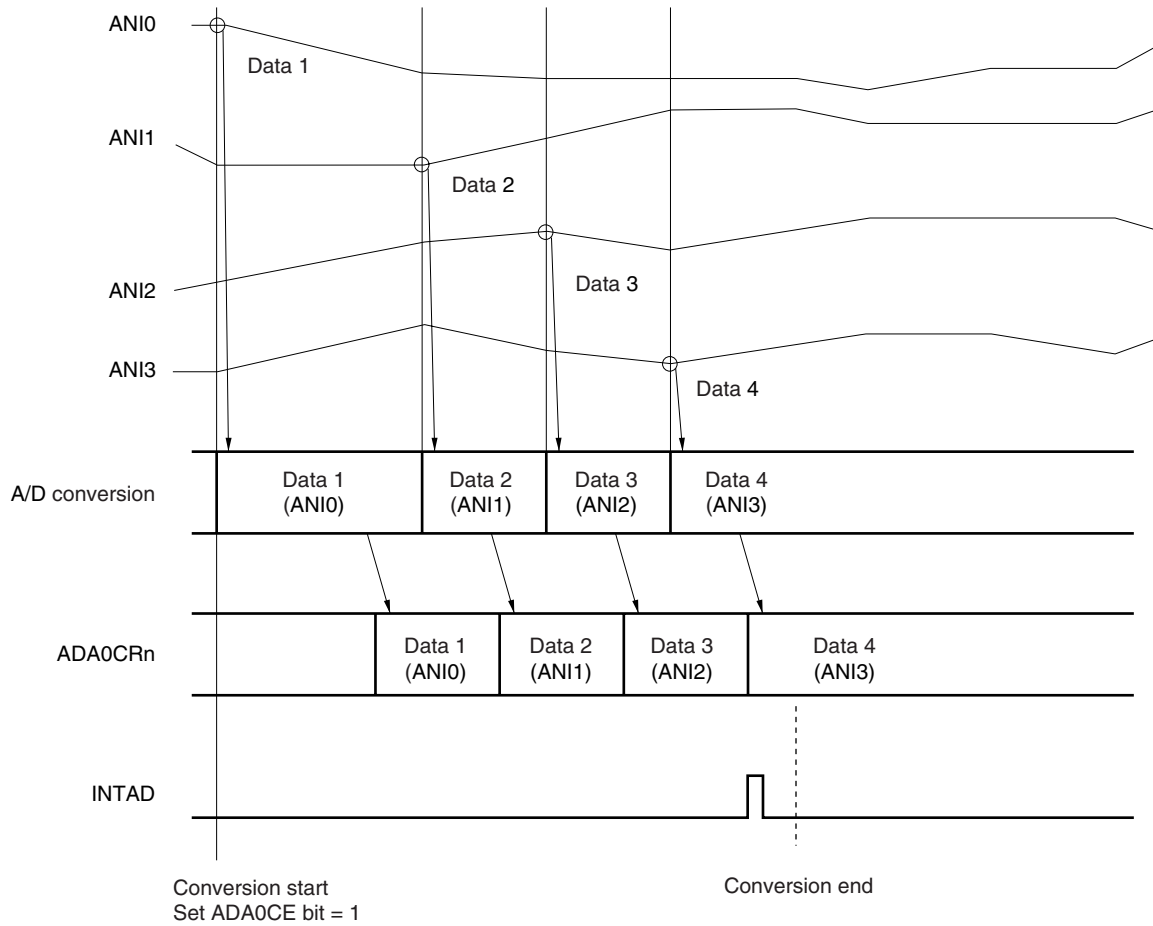 ANI0
Data 1
ANI1
Data 2
ANI2
Data 3
ANI3
Data 4
A/D conversion
Data 1
(ANI0)
Data 2
(ANI1)
Data 3
(ANI2)
Data 4
(ANI3)
ADA0CRn
Data 1
(ANI0)
Data 2
(ANI1)
Data 3
(ANI2)
Data 4
(ANI3)
INTAD
Conversion start
Set ADA0CE bit = 1
Conversion end